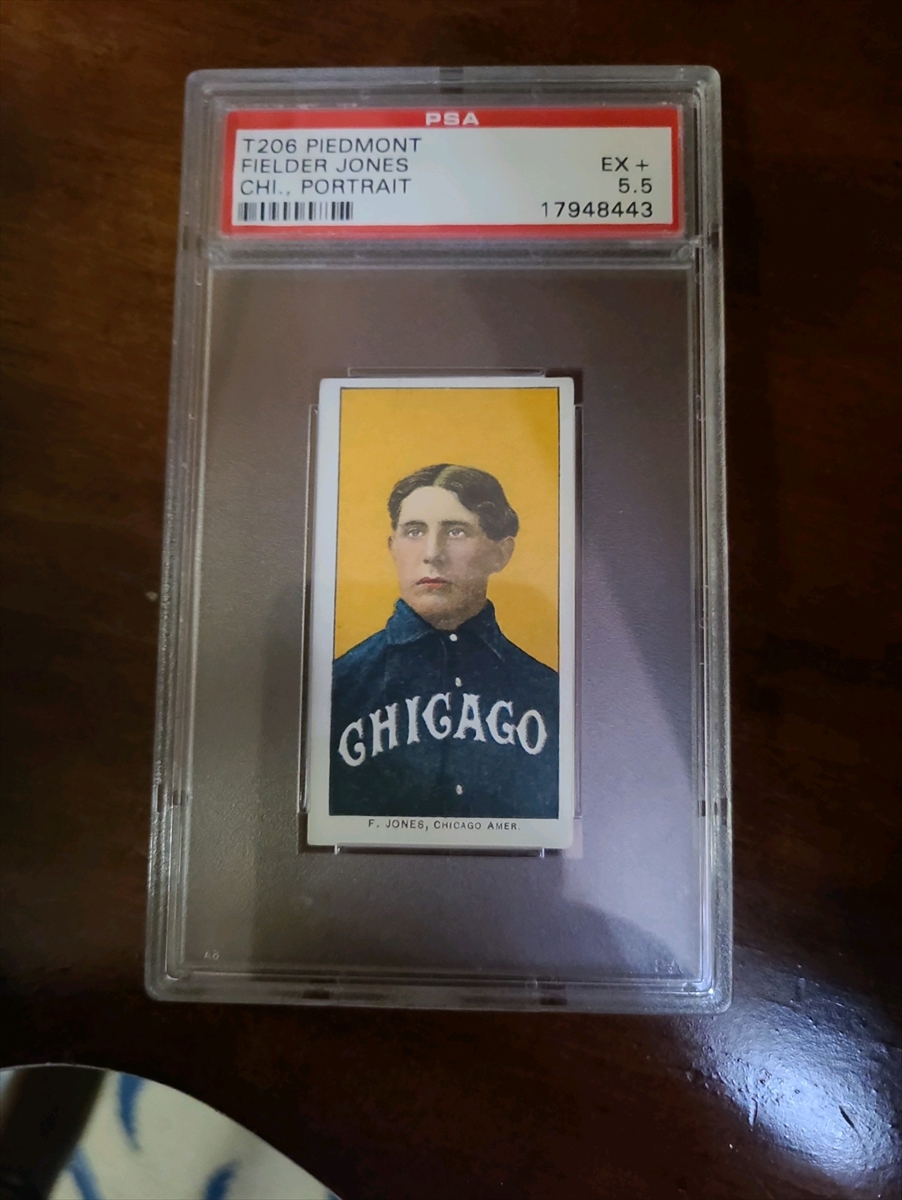 PSA
T206 PIEDMONT
FIELDER JONES EX +
CHI., PORTRAIT 5.5
17948443
CHICAGO
F. JONES, CHICAGO AMER.